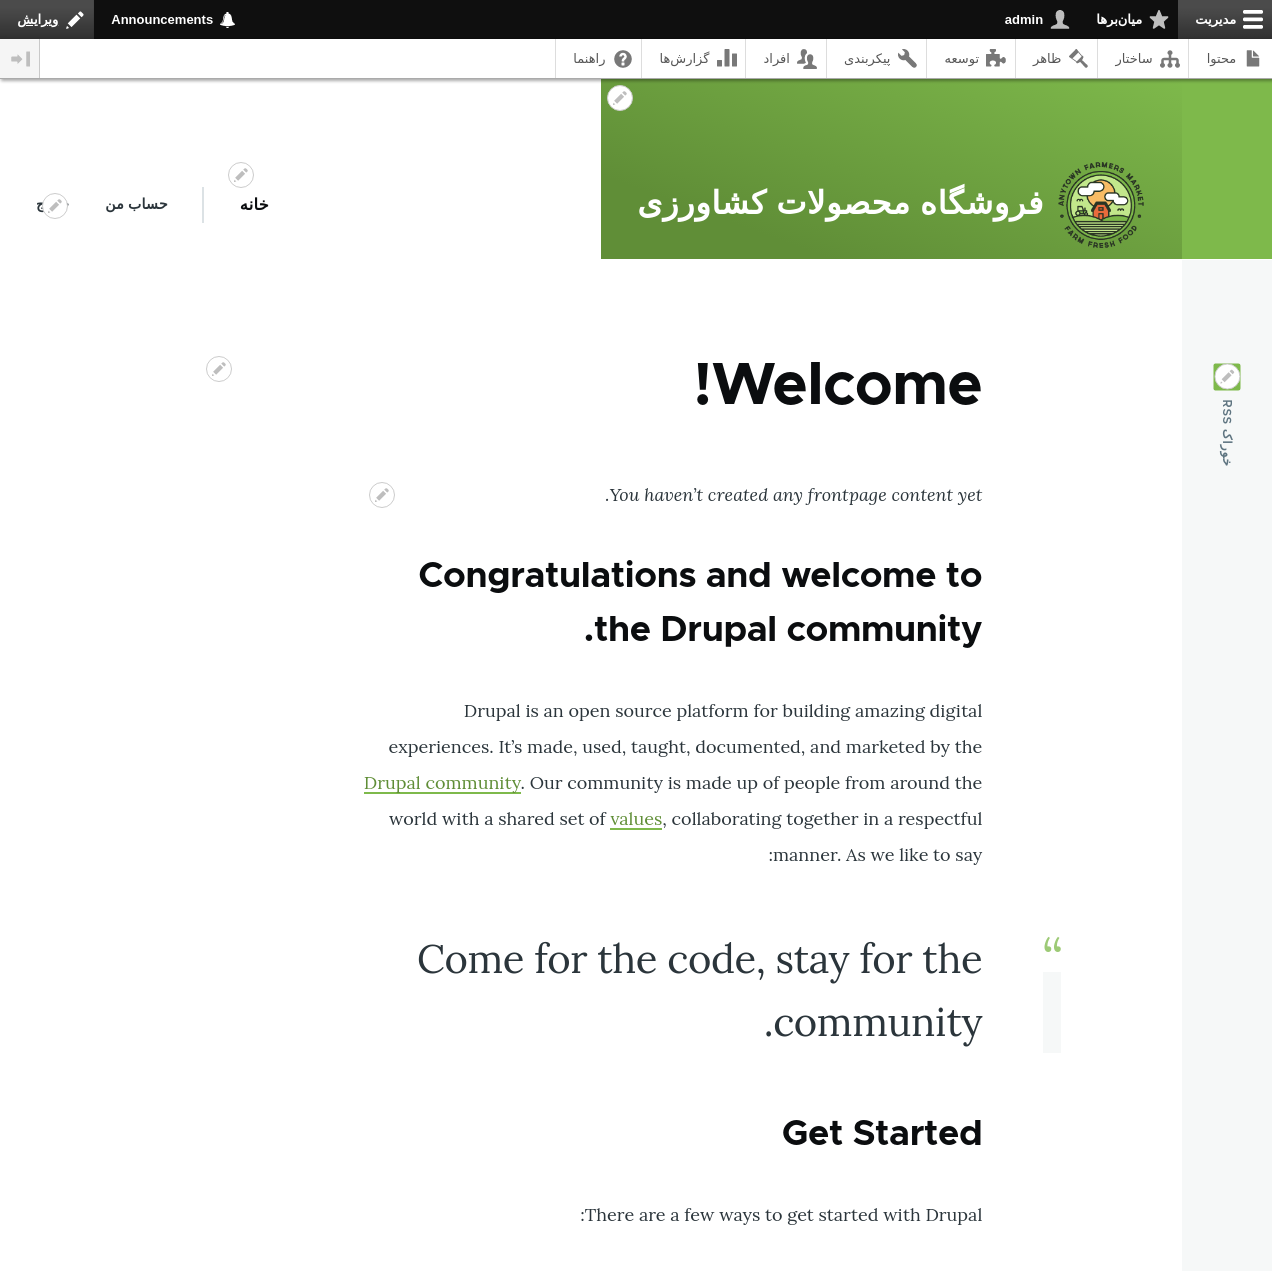 مدیریت
میان‌برها
admin
Announcements
ویرایش
محتوا
ساختار
ظاهر
توسعه
پیکربندی
افراد
گزارش‌ها
راهنما
ANYTOWN FARMERS MARKET
FARM FRESH FOOD
فروشگاه محصولات کشاورزی
خانه
حساب من
خوراک RSS
Welcome!
You haven’t created any frontpage content yet.
Congratulations and welcome to
the Drupal community.
Drupal is an open source platform for building amazing digital
experiences. It’s made, used, taught, documented, and marketed by the
Drupal community. Our community is made up of people from around the
world with a shared set of values, collaborating together in a respectful
manner. As we like to say:
“
Come for the code, stay for the
community.
Get Started
There are a few ways to get started with Drupal: